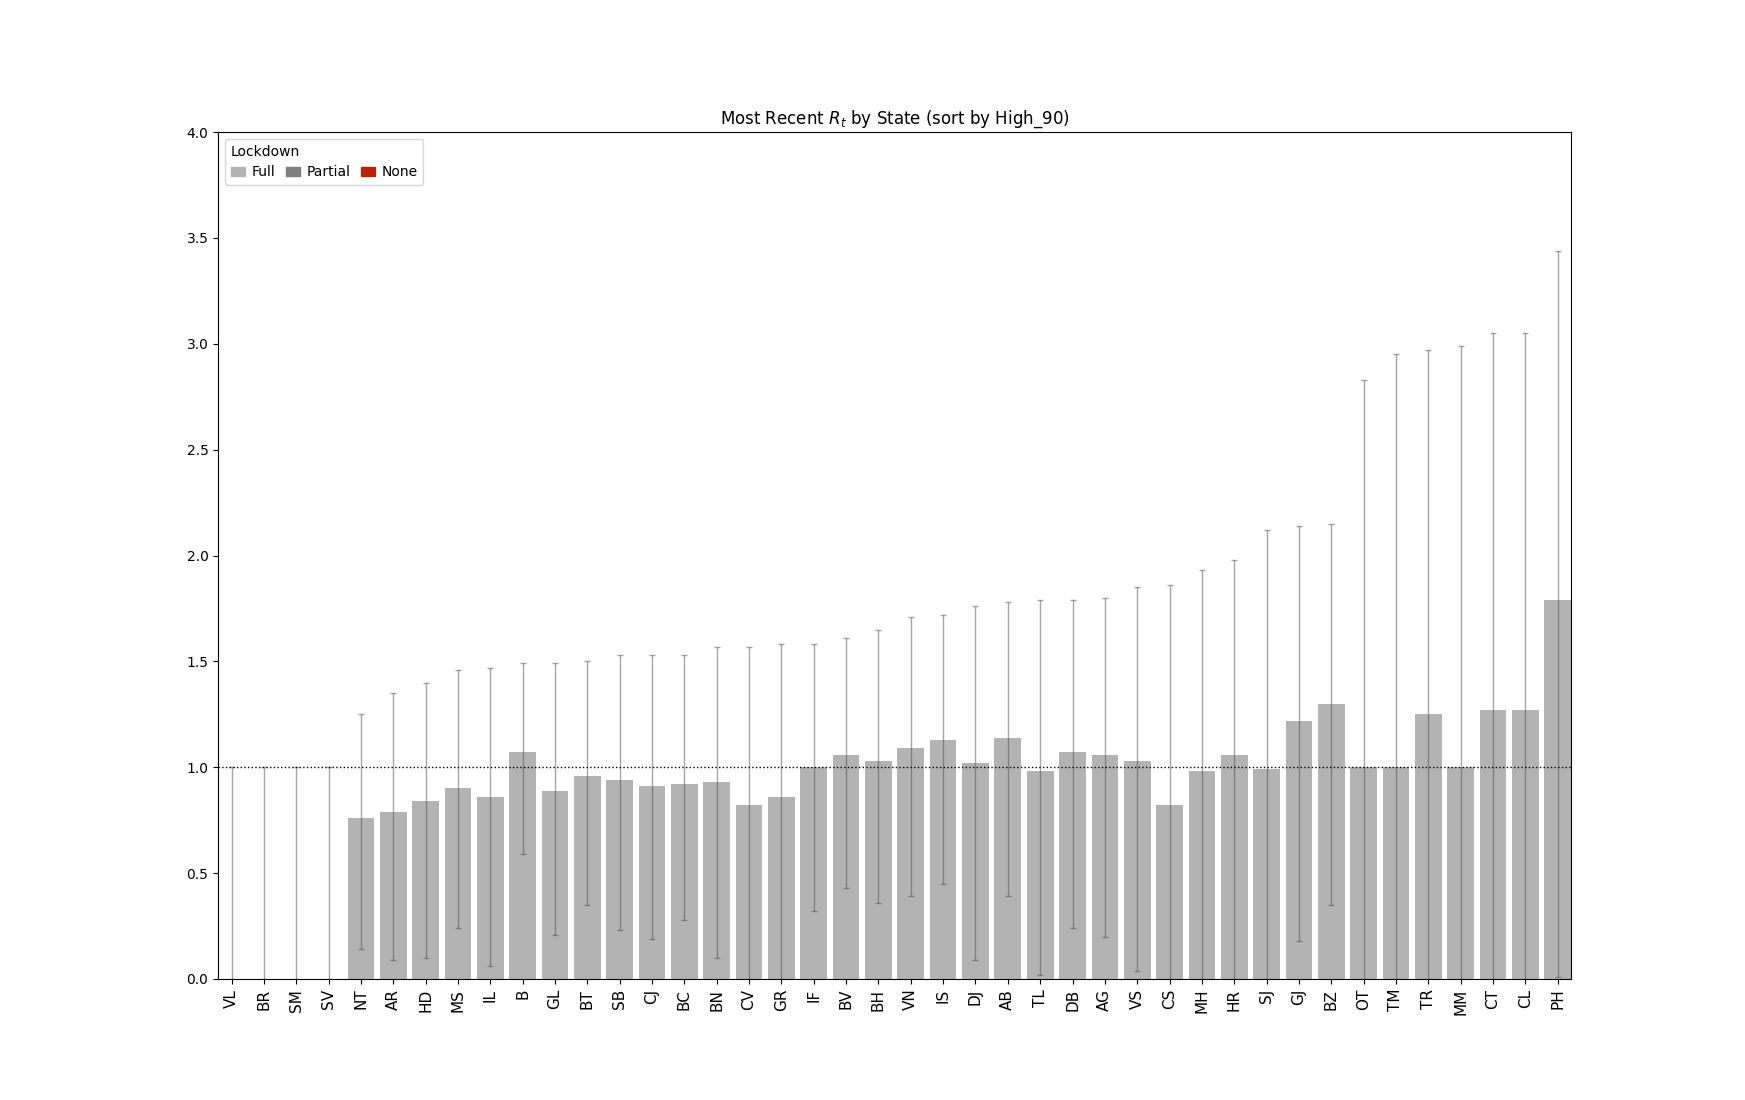 Most Recent R_t by State (sort by High_90)
4.0
Lockdown
Full Partial None
3.5
3.0
2.5
2.0
1.5
1.0
0.5
0.0
VL BR SM SV NT AR HD MS IL B GL BT SB CJ BC BN CV GR IF BV BH VN IS DJ AB TL DB AG VS CS MH HR SJ GJ BZ OT TM TR MM CT CL PH